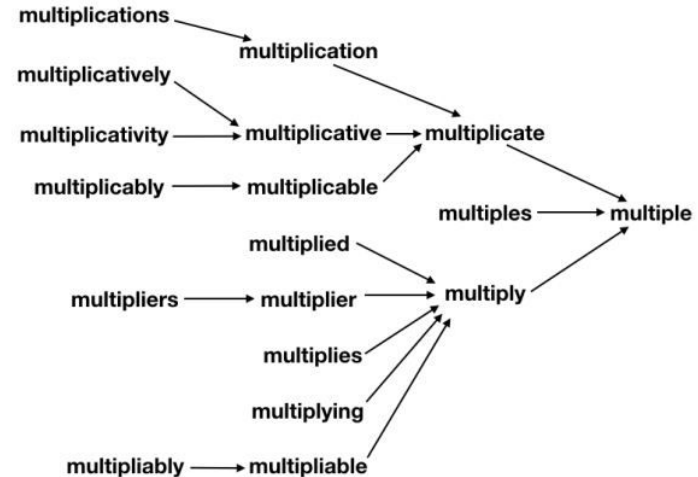 multiplications
multiplication
multiplicatively
multiplicativity multiplicative multiplicate
multiplicably multiplicable
multiples multiple
multiplied
multipliers multiplier multiply
multiplies
multiplying
multipliably multipliable